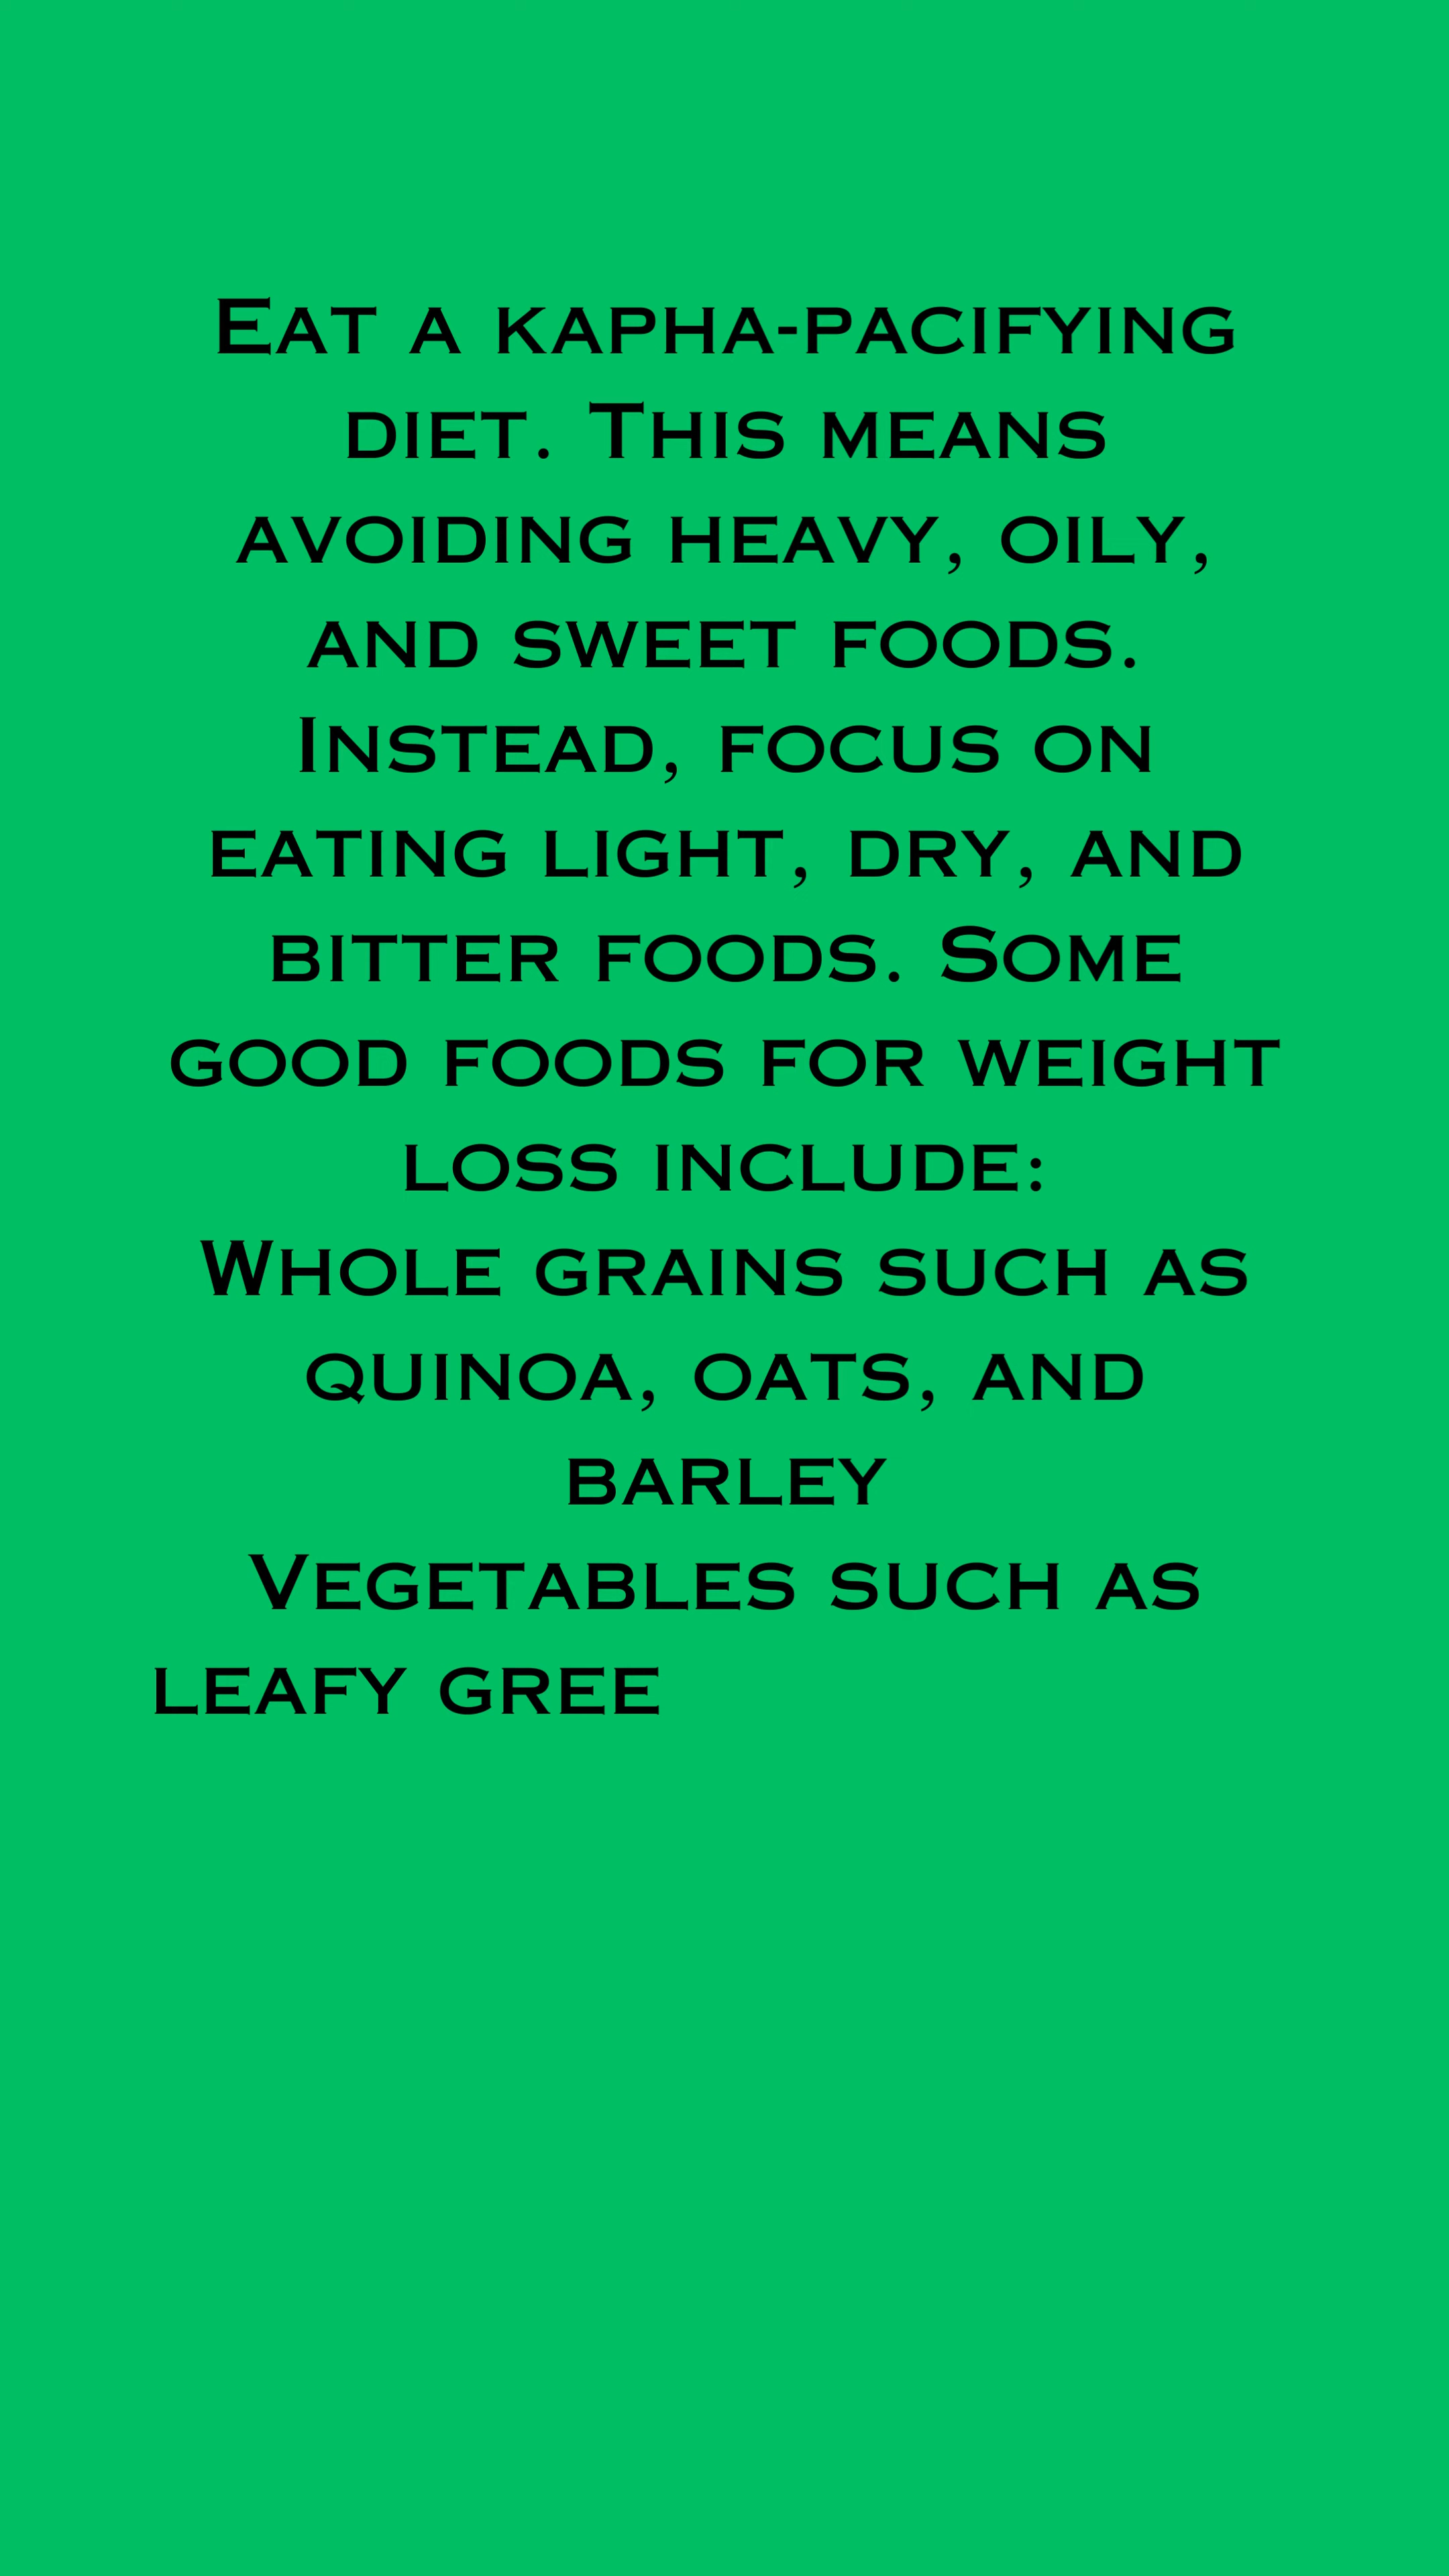 Eat a kapha-pacifying
diet. This means
avoiding heavy, oily,
and sweet foods.
Instead, focus on
eating light, dry, and
bitter foods. Some
good foods for weight
loss include:
Whole grains such as
quinoa, oats, and
barley
Vegetables such as
leafy gree